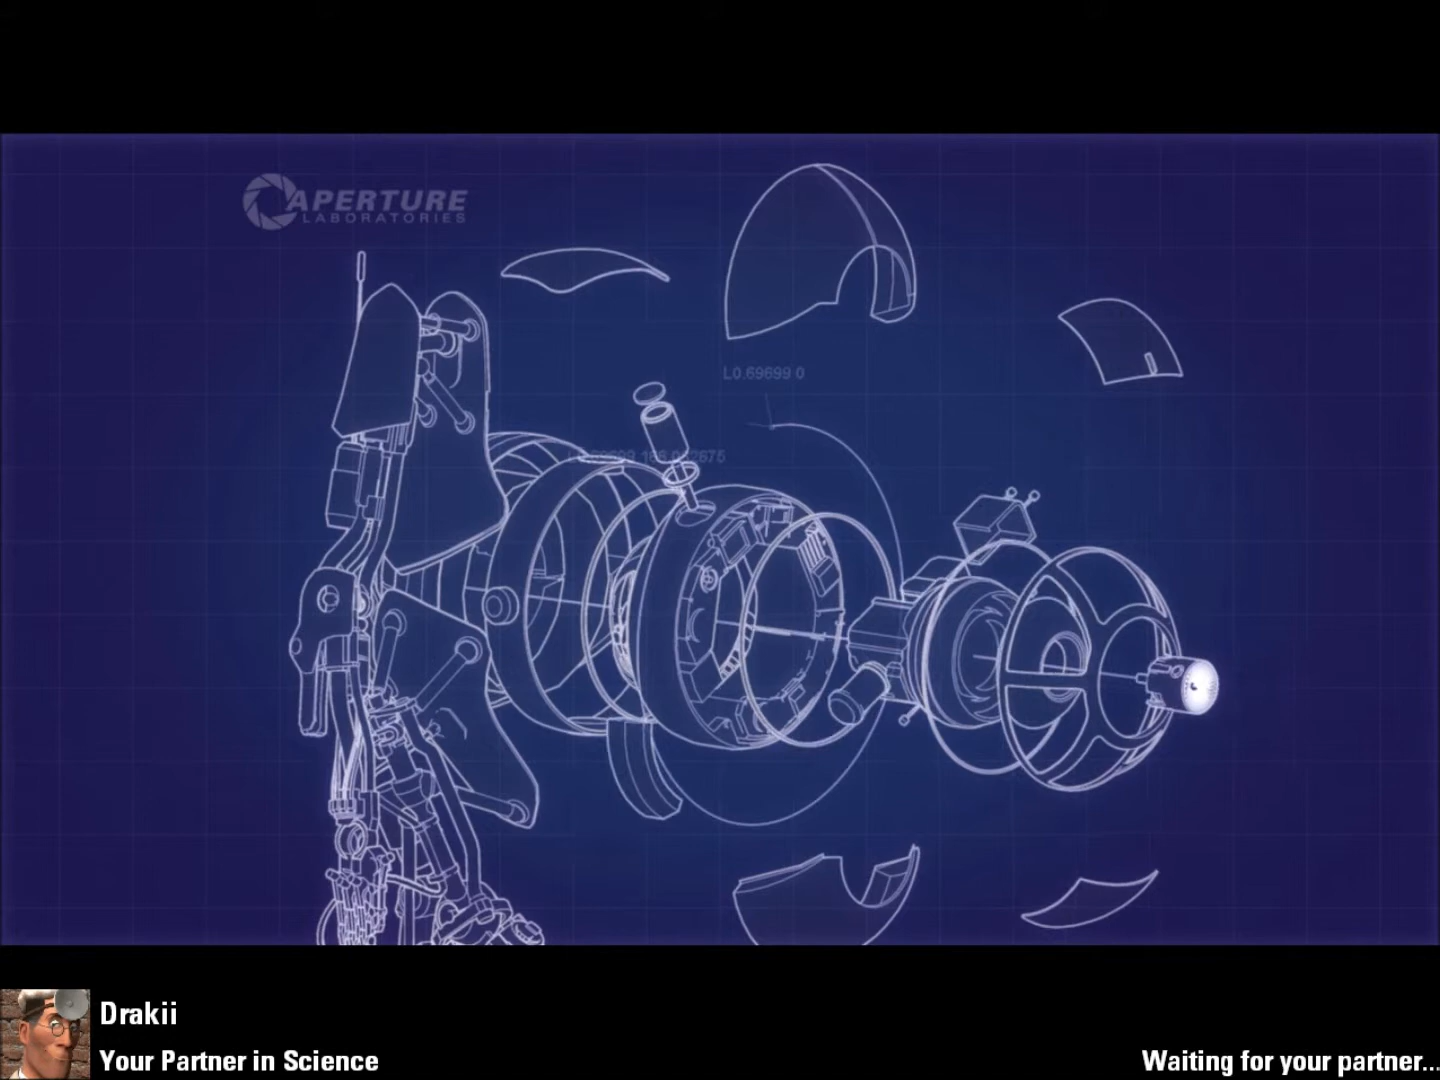 APERTURE
LABORATORIES
L0.69699 0
Drakii
Your Partner in Science
Waiting for your partner...